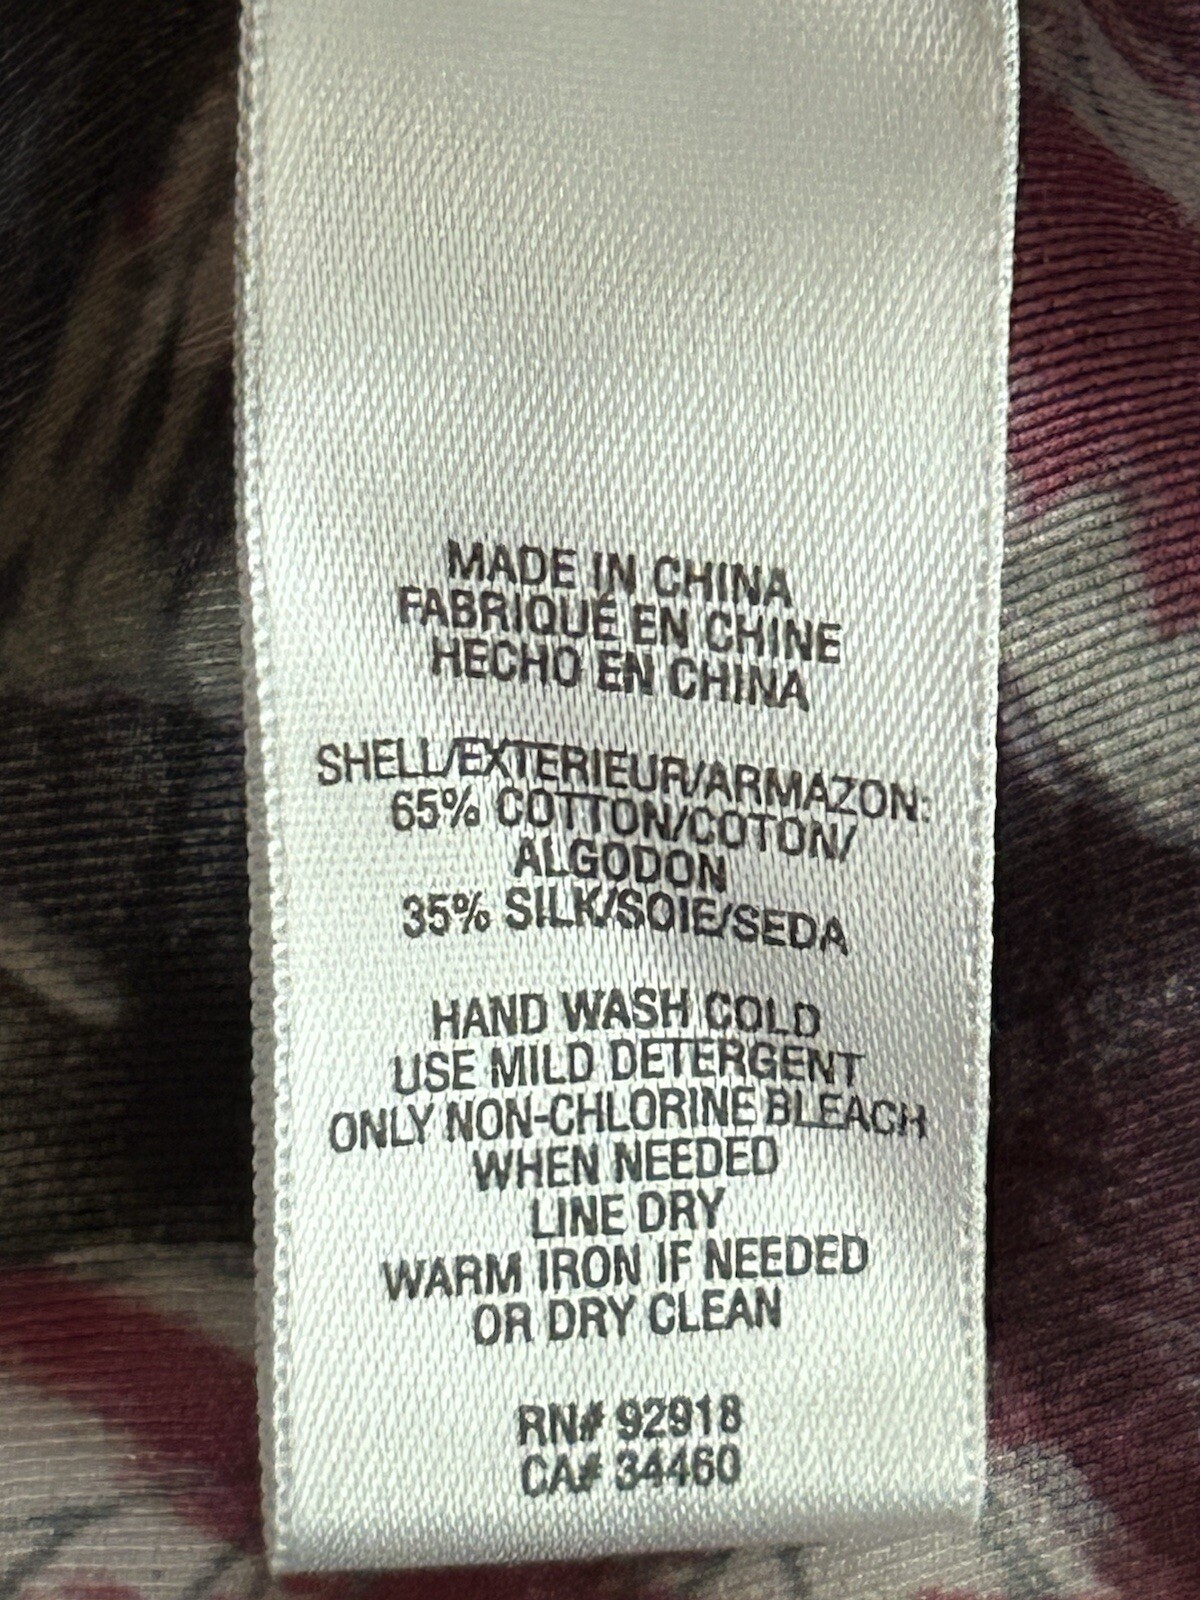 MADE IN CHINA
FABRIQUÉ EN CHINE
HECHO EN CHINA
SHELL/EXTERIEUR/ARMAZON:
65% COTTON/COTON/
ALGODON
35% SILK/SOIE/SEDA
HAND WASH COLD
USE MILD DETERGENT
ONLY NON-CHLORINE BLEACH
WHEN NEEDED
LINE DRY
WARM IRON IF NEEDED
OR DRY CLEAN
RN# 92918
CA# 34460